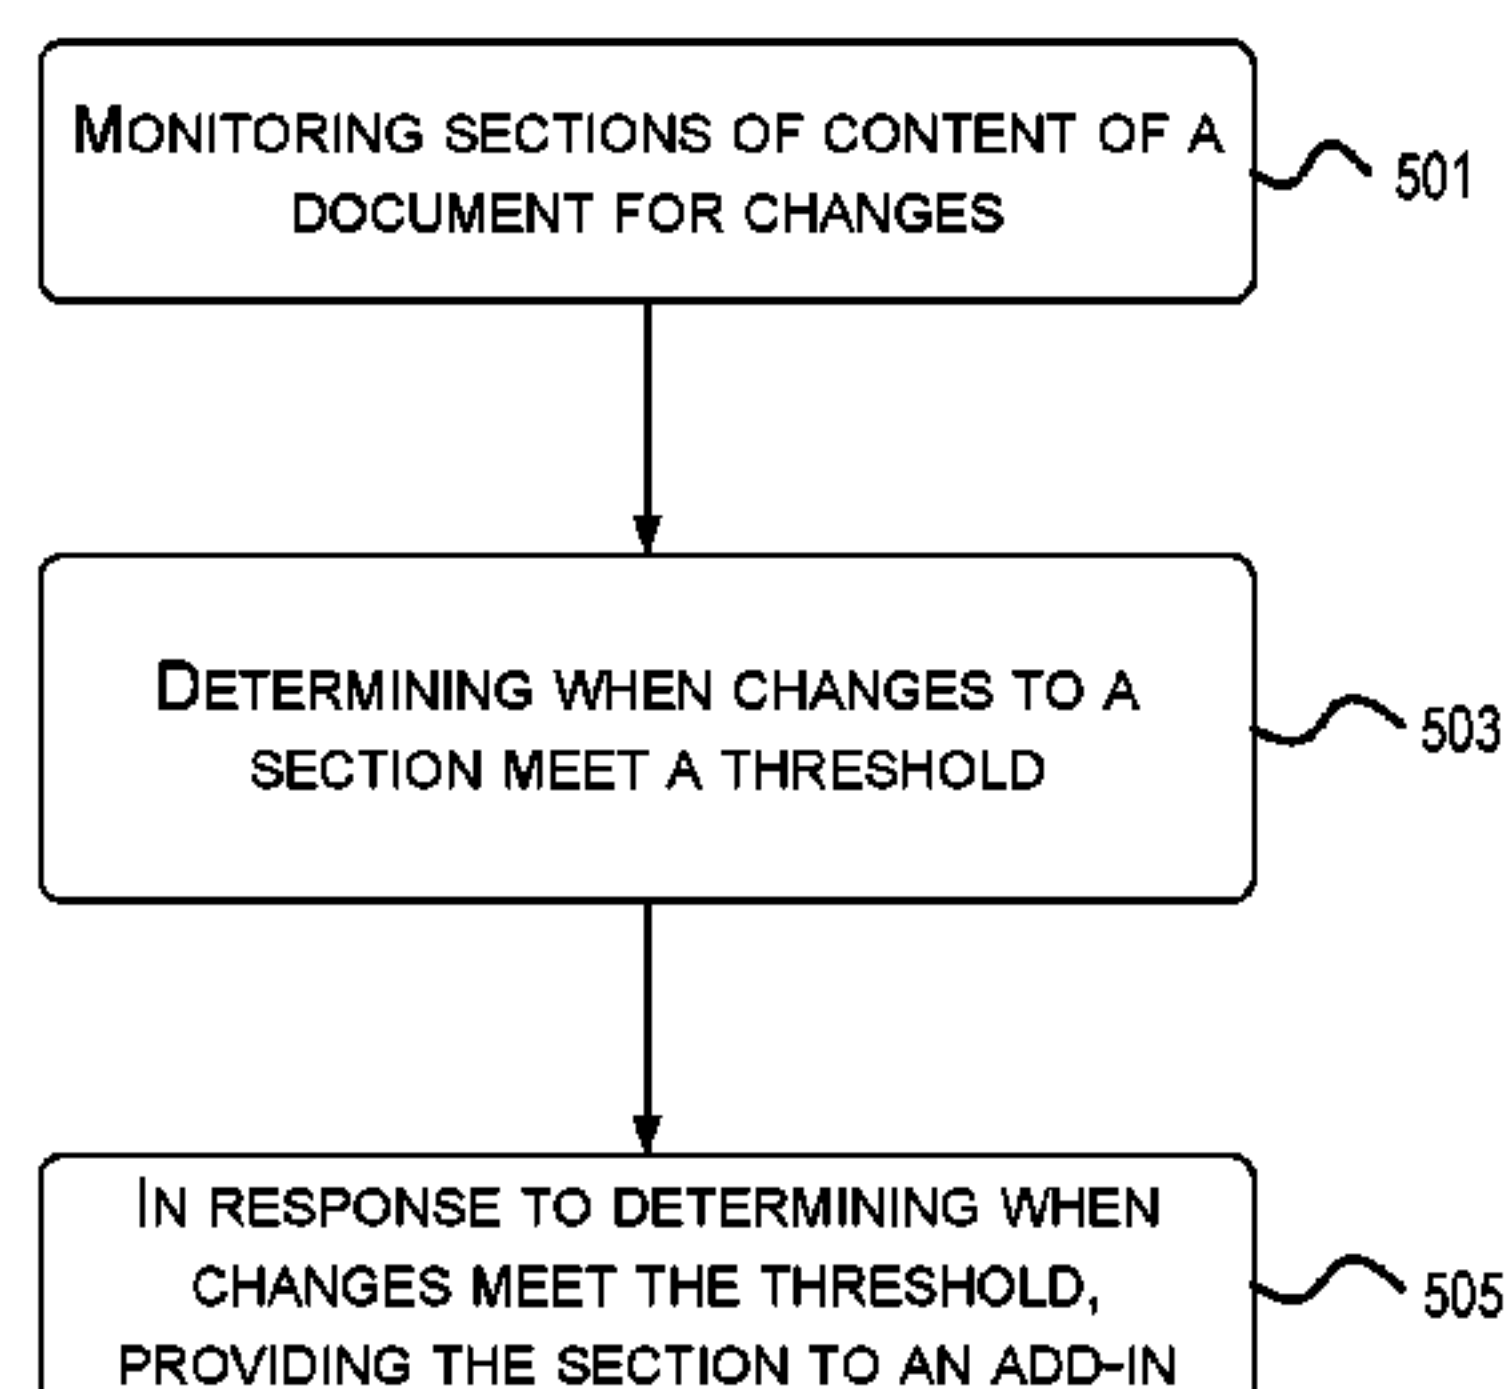 MONITORING SECTIONS OF CONTENT OF A
DOCUMENT FOR CHANGES
501
DETERMINING WHEN CHANGES TO A
SECTION MEET A THRESHOLD
503
IN RESPONSE TO DETERMINING WHEN
CHANGES MEET THE THRESHOLD,
PROVIDING THE SECTION TO AN ADD-IN
505